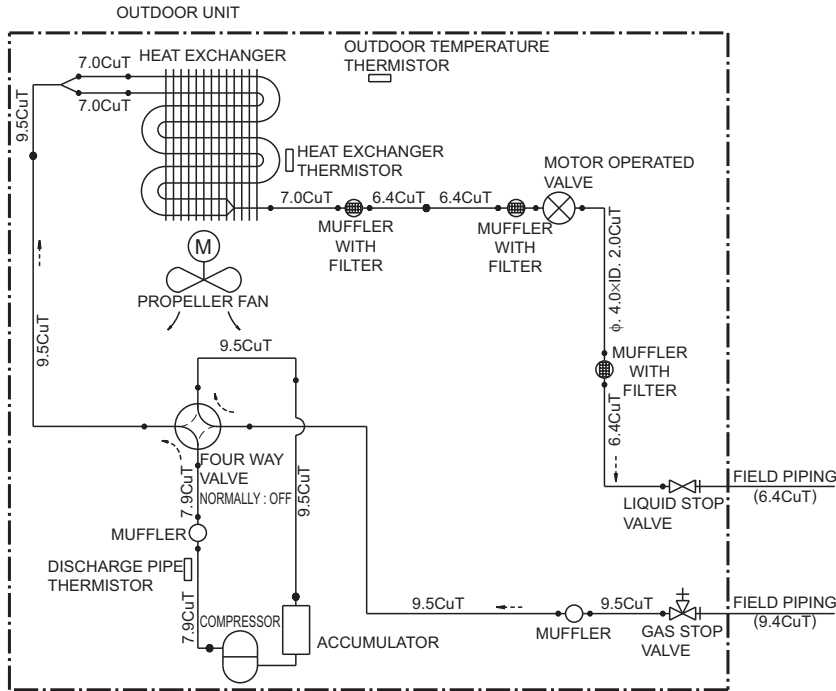 OUTDOOR UNIT
HEAT EXCHANGER
OUTDOOR TEMPERATURE
THERMISTOR
7.0CuT
7.0CuT
9.5CuT
HEAT EXCHANGER
THERMISTOR
MOTOR OPERATED
VALVE
7.0CuT
6.4CuT
6.4CuT
MUFFLER
WITH
FILTER
MUFFLER
WITH
FILTER
M
PROPELLER FAN
ϕ. 4.0×ID. 2.0CuT
9.5CuT
9.5CuT
MUFFLER
WITH
FILTER
6.4CuT
FOUR WAY
VALVE
NORMALLY : OFF
7.9CuT
9.5CuT
FIELD PIPING
(6.4CuT)
LIQUID STOP
VALVE
MUFFLER
DISCHARGE PIPE
THERMISTOR
7.9CuT
COMPRESSOR
ACCUMULATOR
9.5CuT
9.5CuT
MUFFLER
GAS STOP
VALVE
FIELD PIPING
(9.4CuT)